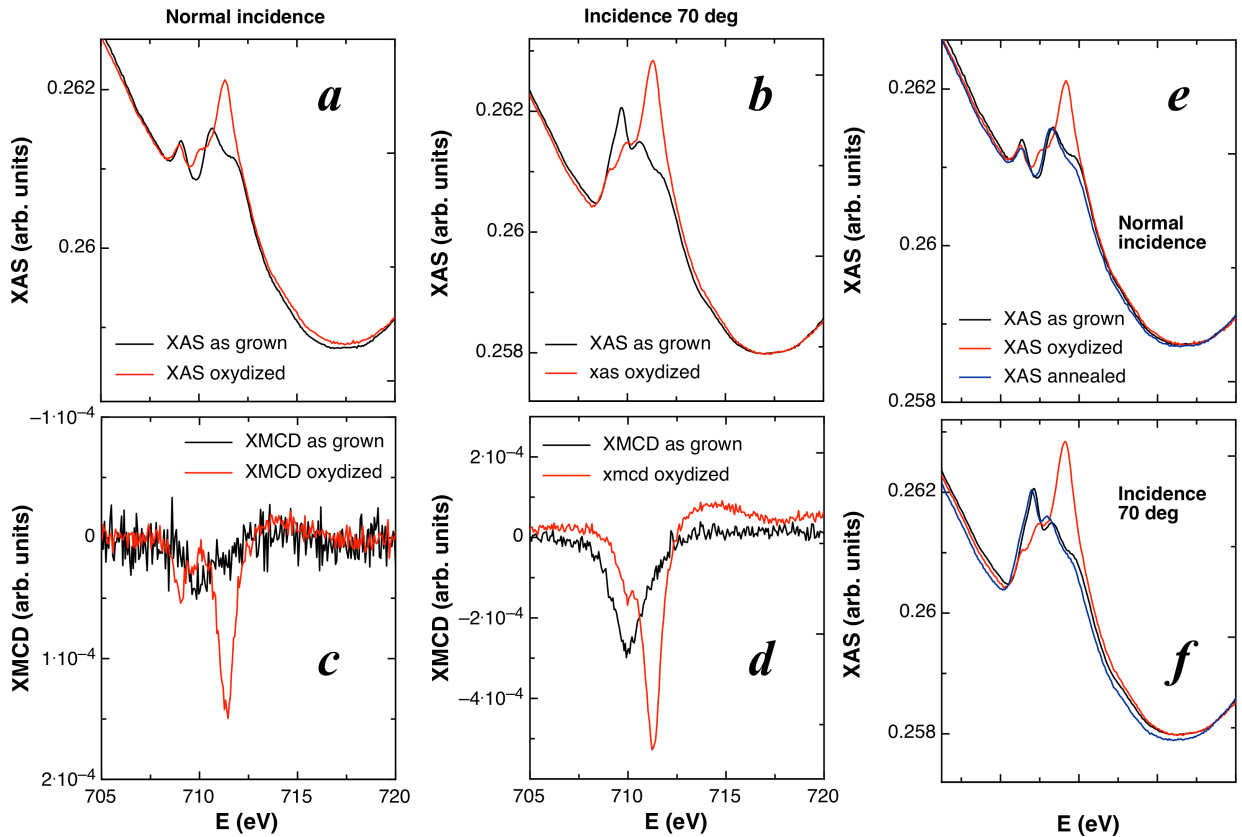 Normal incidence
Incidence 70 deg
a
0.262
0.26
XAS (arb. units)
XAS as grown
XAS oxydized
b
0.262
0.26
0.258
XAS (arb. units)
XAS as grown
xas oxydized
e
0.262
0.26
0.258
XAS (arb. units)
Normal
incidence
XAS as grown
XAS oxydized
XAS annealed
c
−1·10⁻⁴
0
1·10⁻⁴
2·10⁻⁴
XMCD (arb. units)
XMCD as grown
XMCD oxydized
705 710 715 720
E (eV)
d
2·10⁻⁴
0
−2·10⁻⁴
−4·10⁻⁴
XMCD (arb. units)
XMCD as grown
xmcd oxydized
705 710 715 720
E (eV)
f
0.262
0.26
0.258
XAS (arb. units)
Incidence
70 deg
E (eV)